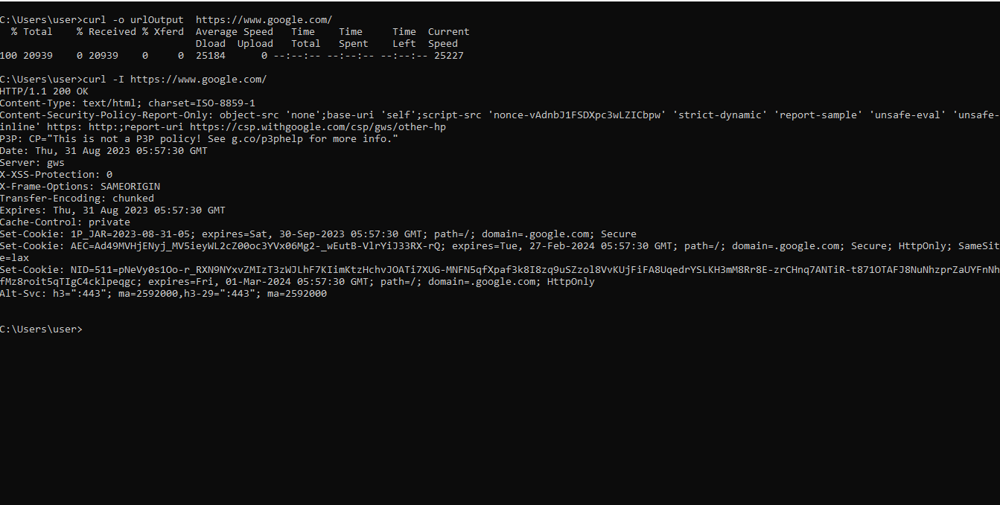 C:\Users\user>curl -o urlOutput  https://www.google.com/
  % Total    % Received % Xferd  Average Speed   Time    Time     Time  Current
                                 Dload  Upload   Total   Spent    Left  Speed
100 20939    0 20939    0     0  25184      0 --:--:-- --:--:-- --:--:-- 25227
C:\Users\user>curl -I https://www.google.com/
HTTP/1.1 200 OK
Content-Type: text/html; charset=ISO-8859-1
Content-Security-Policy-Report-Only: object-src 'none';base-uri 'self';script-src 'nonce-vAdnbJ1FSDXpc3wLZICbpw' 'strict-dynamic' 'report-sample' 'unsafe-eval' 'unsafe-
inline' https: http:;report-uri https://csp.withgoogle.com/csp/gws/other-hp
P3P: CP="This is not a P3P policy! See g.co/p3phelp for more info."
Date: Thu, 31 Aug 2023 05:57:30 GMT
Server: gws
X-XSS-Protection: 0
X-Frame-Options: SAMEORIGIN
Transfer-Encoding: chunked
Expires: Thu, 31 Aug 2023 05:57:30 GMT
Cache-Control: private
Set-Cookie: 1P_JAR=2023-08-31-05; expires=Sat, 30-Sep-2023 05:57:30 GMT; path=/; domain=.google.com; Secure
Set-Cookie: AEC=Ad49MVHjENyj_MV5ieyWL2cZ00oc3YVx06Mg2-_wEutB-VlrYiJ33RX-rQ; expires=Tue, 27-Feb-2024 05:57:30 GMT; path=/; domain=.google.com; Secure; HttpOnly; SameSit
e=lax
Set-Cookie: NID=511=pNeVy0s1Oo-r_RXN9NYxvZMIzT3zWJLhF7KIimKtzHchvJOATi7XUG-MNFN5qfXpaf3k8I8zq9uSZzol8VvKUjFiFA8UqedrYSLKH3mM8Rr8E-zrCHnq7ANTiR-t871OTAFJ8NuNhzprZaUYFnNh
fMz8roit5qTIgC4cklpeqgc; expires=Fri, 01-Mar-2024 05:57:30 GMT; path=/; domain=.google.com; HttpOnly
Alt-Svc: h3=":443"; ma=2592000,h3-29=":443"; ma=2592000
C:\Users\user>